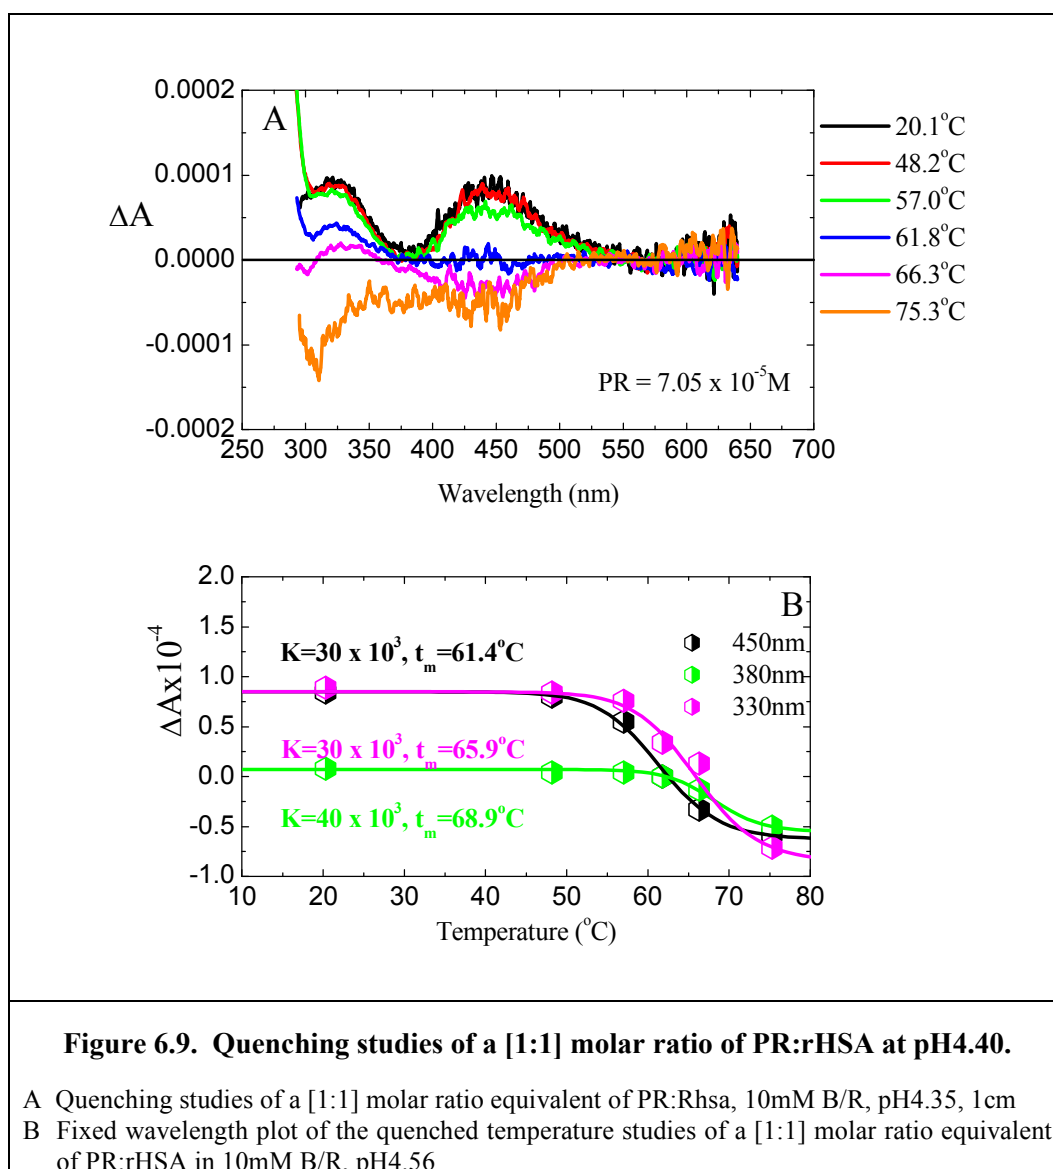 A
0.0002
0.0001
0.0000
-0.0001
-0.0002
ΔA
250 300 350 400 450 500 550 600 650 700
Wavelength (nm)
PR = 7.05 x 10⁻⁵M
20.1°C
48.2°C
57.0°C
61.8°C
66.3°C
75.3°C
B
2.0
1.5
1.0
0.5
0.0
-0.5
-1.0
ΔAx10⁻⁴
K=30 x 10³, tₘ=61.4°C
K=30 x 10³, tₘ=65.9°C
K=40 x 10³, tₘ=68.9°C
450nm
380nm
330nm
10 20 30 40 50 60 70 80
Temperature (°C)
Figure 6.9. Quenching studies of a [1:1] molar ratio of PR:rHSA at pH4.40.
A Quenching studies of a [1:1] molar ratio equivalent of PR:Rhsa, 10mM B/R, pH4.35, 1cm
B Fixed wavelength plot of the quenched temperature studies of a [1:1] molar ratio equivalent
of PR:rHSA in 10mM B/R, pH4.56